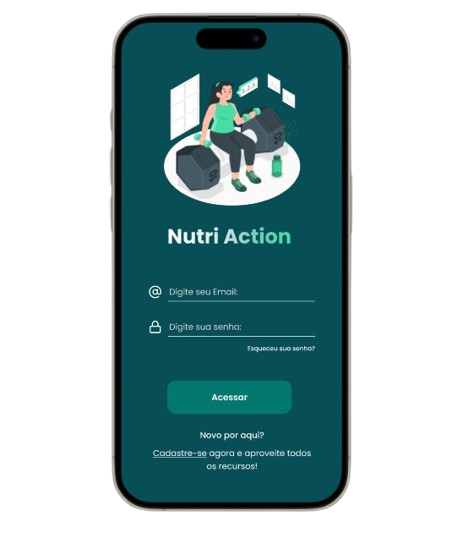 Nutri Action
@ Digite seu Email:
Digite sua senha:
Esqueceu sua senha?
Acessar
Novo por aqui?
Cadastre-se agora e aproveite todos
os recursos!